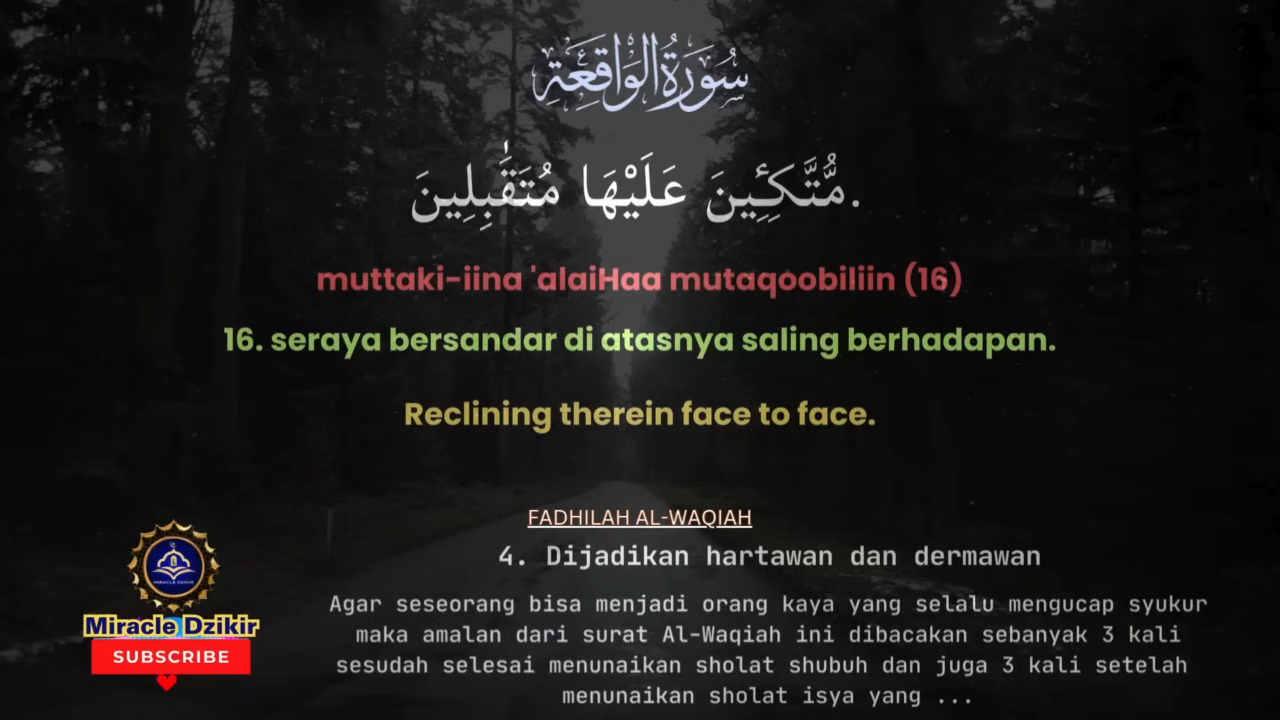 سُورَةُ الوَاقِعَةِ
مُّتَّكِـِٔينَ عَلَيْهَا مُتَقَٰبِلِينَ.
muttaki-iina 'alaiHaa mutaqoobiliin (16)
16. seraya bersandar di atasnya saling berhadapan.
Reclining therein face to face.
FADHILAH AL-WAQIAH
4. Dijadikan hartawan dan dermawan
Agar seseorang bisa menjadi orang kaya yang selalu mengucap syukur
maka amalan dari surat Al-Waqiah ini dibacakan sebanyak 3 kali
sesudah selesai menunaikan sholat shubuh dan juga 3 kali setelah
menunaikan sholat isya yang ...
MIRACLE DZIKIR
Miracle Dzikir
SUBSCRIBE